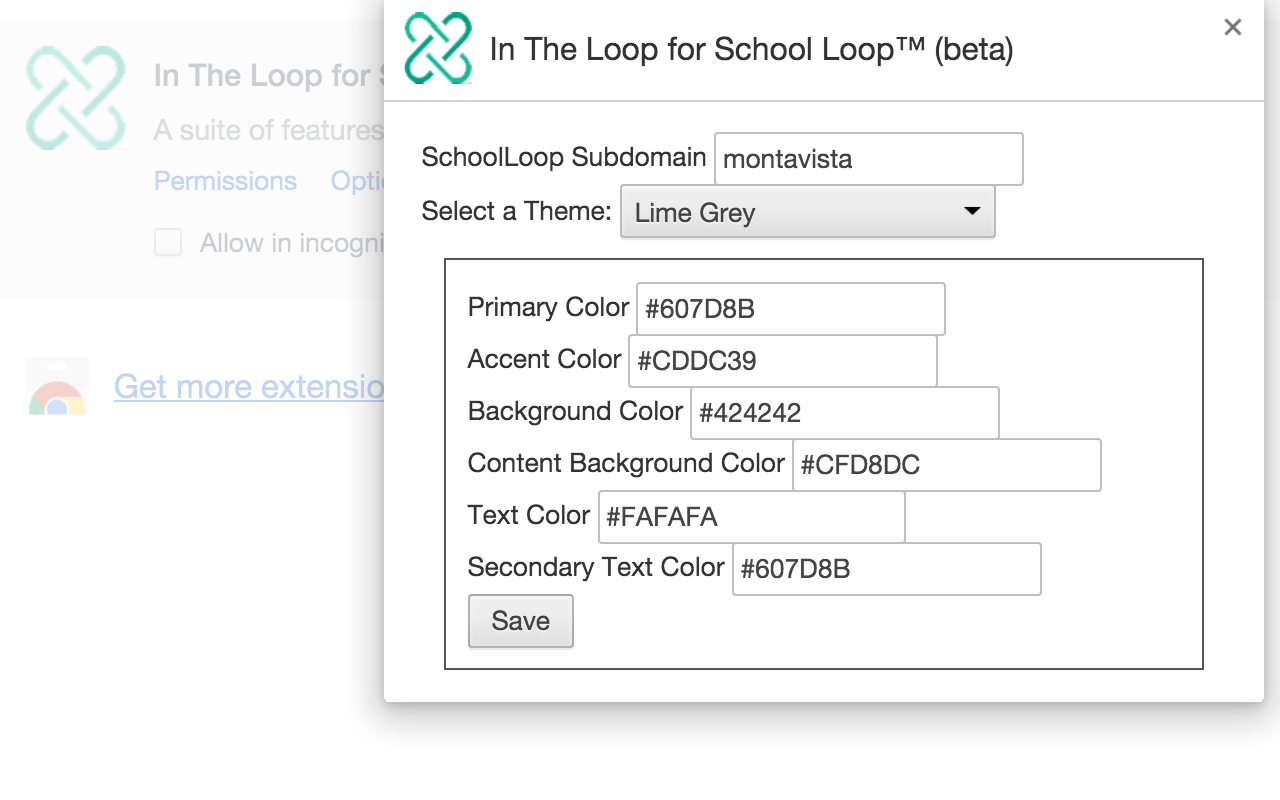 In The Loop for School Loop™ (beta)
×
In The Loop for S
A suite of features
Permissions Optio
Allow in incogni
Get more extensio
SchoolLoop Subdomain montavista
Select a Theme: Lime Grey
Primary Color #607D8B
Accent Color #CDDC39
Background Color #424242
Content Background Color #CFD8DC
Text Color #FAFAFA
Secondary Text Color #607D8B
Save